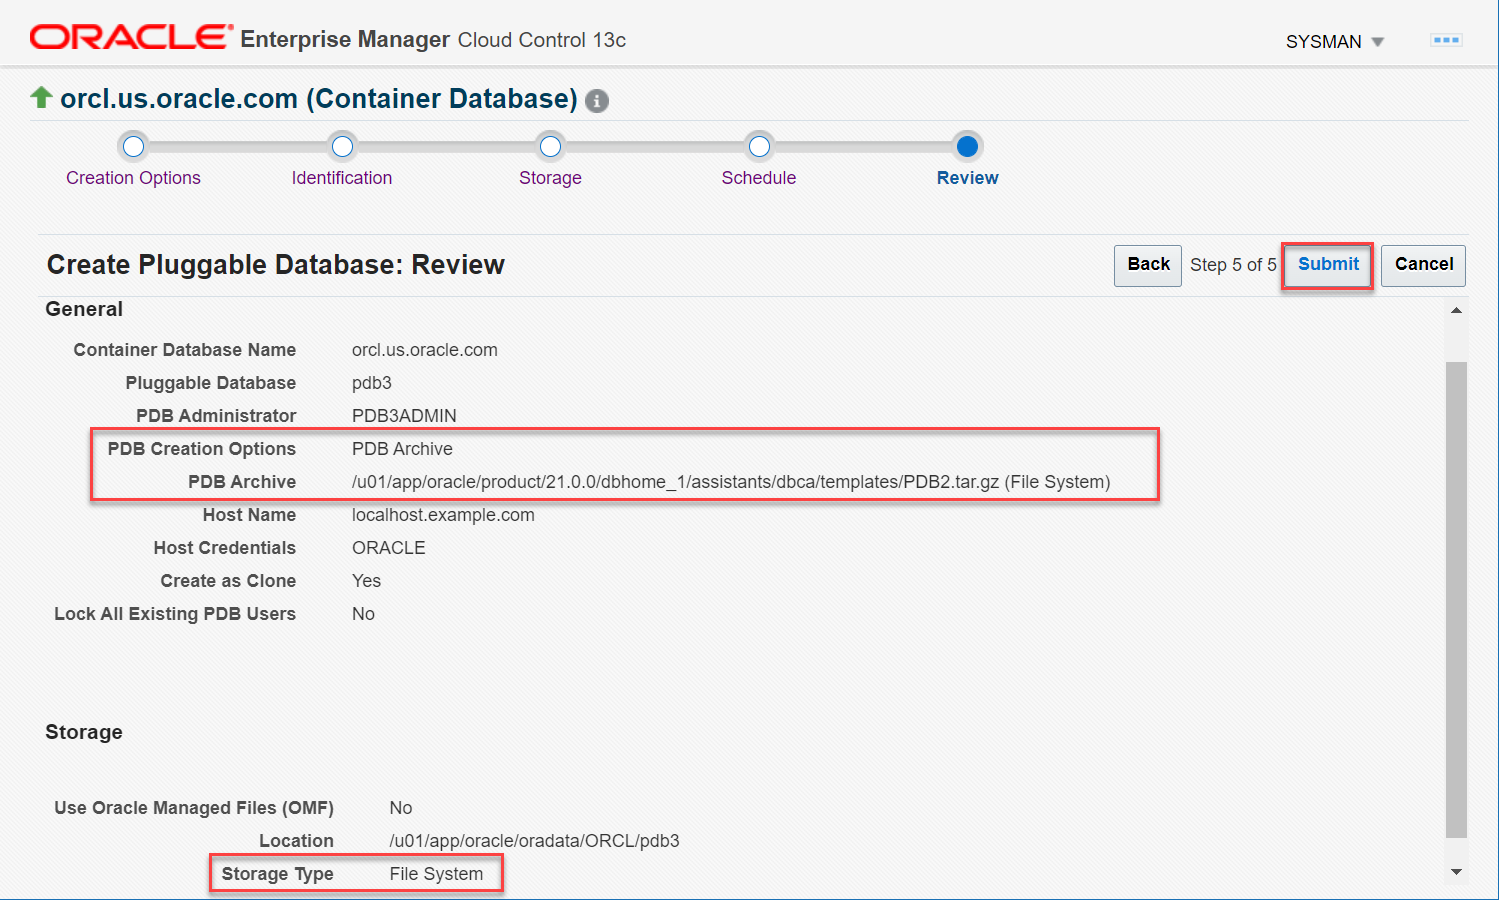 ORACLE Enterprise Manager Cloud Control 13c
SYSMAN
orcl.us.oracle.com (Container Database)
Creation Options Identification Storage Schedule Review
Create Pluggable Database: Review
Back Step 5 of 5 Submit Cancel
General
Container Database Name orcl.us.oracle.com
Pluggable Database pdb3
PDB Administrator PDB3ADMIN
PDB Creation Options PDB Archive
PDB Archive /u01/app/oracle/product/21.0.0/dbhome_1/assistants/dbca/templates/PDB2.tar.gz (File System)
Host Name localhost.example.com
Host Credentials ORACLE
Create as Clone Yes
Lock All Existing PDB Users No
Storage
Use Oracle Managed Files (OMF) No
Location /u01/app/oracle/oradata/ORCL/pdb3
Storage Type File System